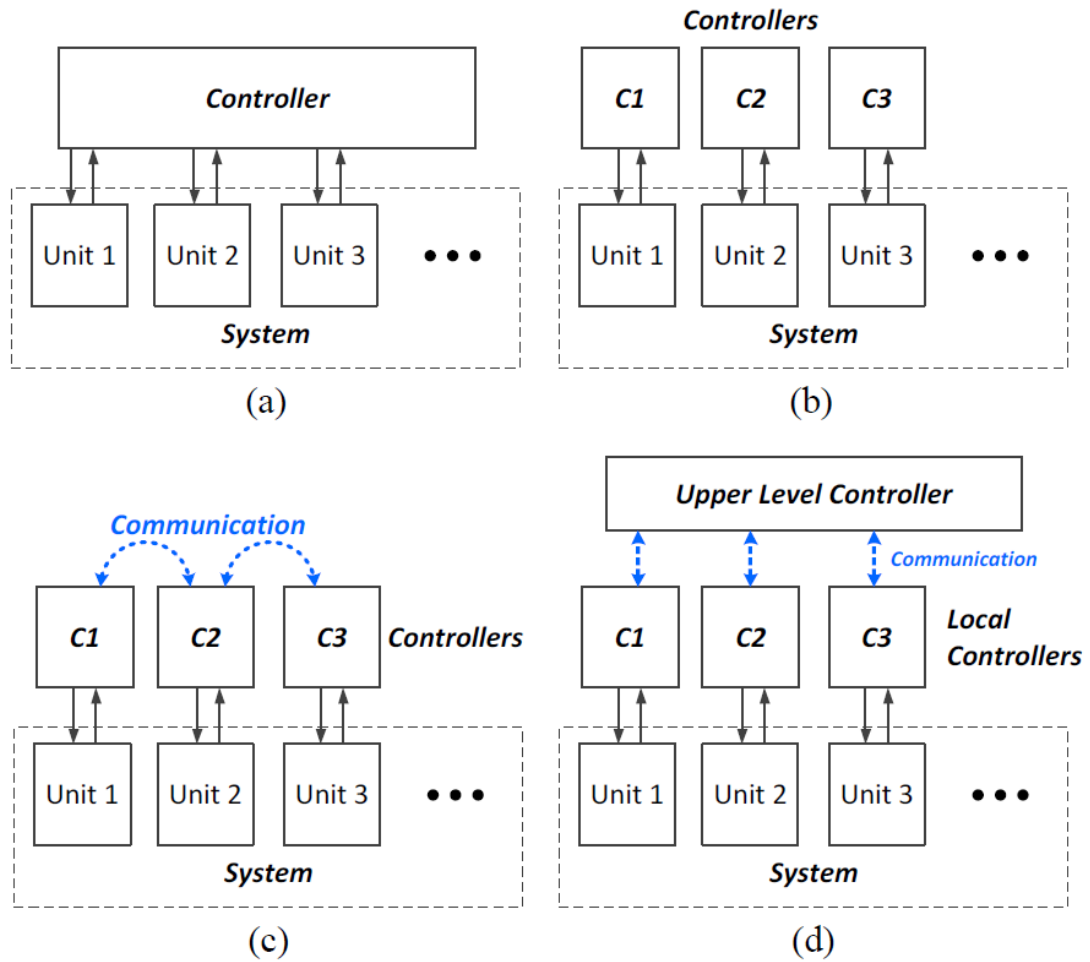 Controller
Unit 1 Unit 2 Unit 3
System
(a)
Controllers
C1 C2 C3
Unit 1 Unit 2 Unit 3
System
(b)
Communication
C1 C2 C3 Controllers
Unit 1 Unit 2 Unit 3
System
(c)
Upper Level Controller
Communication
C1 C2 C3
Local
Controllers
Unit 1 Unit 2 Unit 3
System
(d)